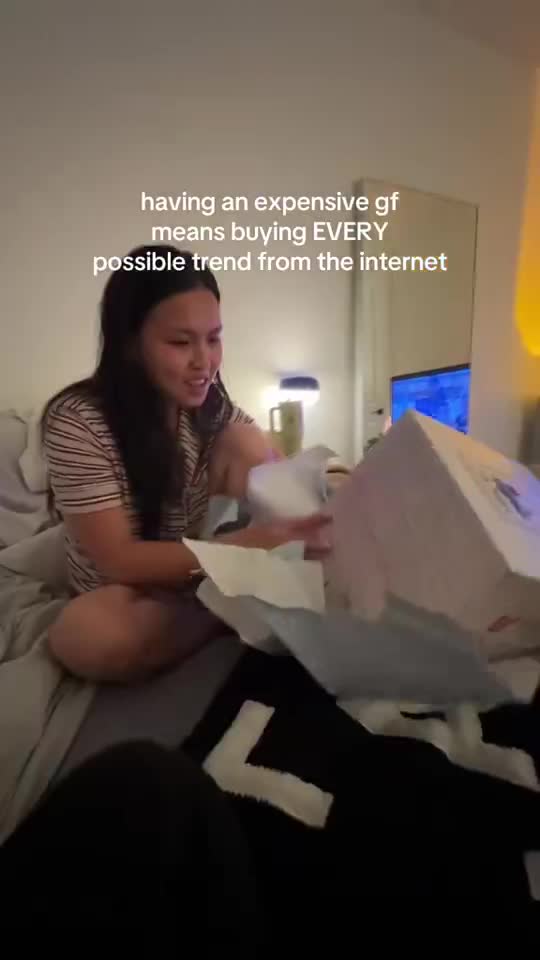 having an expensive gf
means buying EVERY
possible trend from the internet